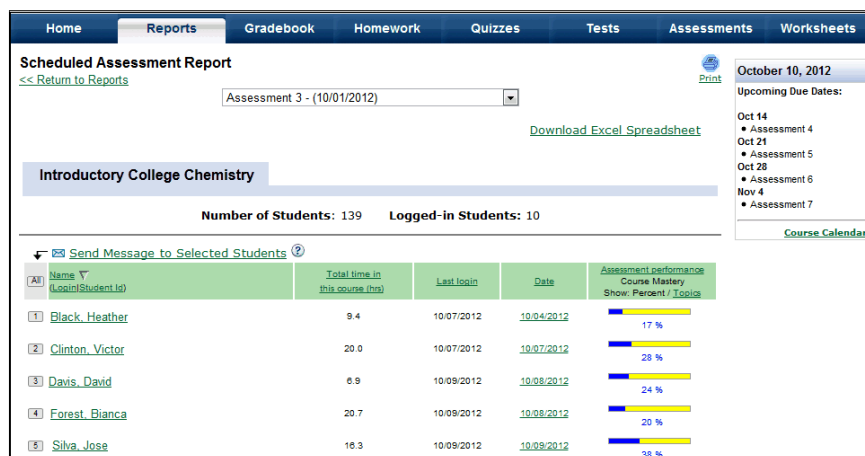 Home Reports Gradebook Homework Quizzes Tests Assessments Worksheets
Scheduled Assessment Report
<< Return to Reports
Print
Assessment 3 - (10/01/2012)
Download Excel Spreadsheet
October 10, 2012
Upcoming Due Dates:
Oct 14
• Assessment 4
Oct 21
• Assessment 5
Oct 28
• Assessment 6
Nov 4
• Assessment 7
Course Calendar
Introductory College Chemistry
Number of Students: 139 Logged-in Students: 10
Send Message to Selected Students ?
All Name (Login|Student Id) Total time in this course (hrs) Last login Date Assessment performance Course Mastery Show: Percent / Topics
1 Black, Heather 9.4 10/07/2012 10/04/2012 17 %
2 Clinton, Victor 20.0 10/07/2012 10/07/2012 28 %
3 Davis, David 6.9 10/09/2012 10/08/2012 24 %
4 Forest, Bianca 20.7 10/09/2012 10/08/2012 20 %
5 Silva, Jose 16.3 10/09/2012 10/09/2012 38 %